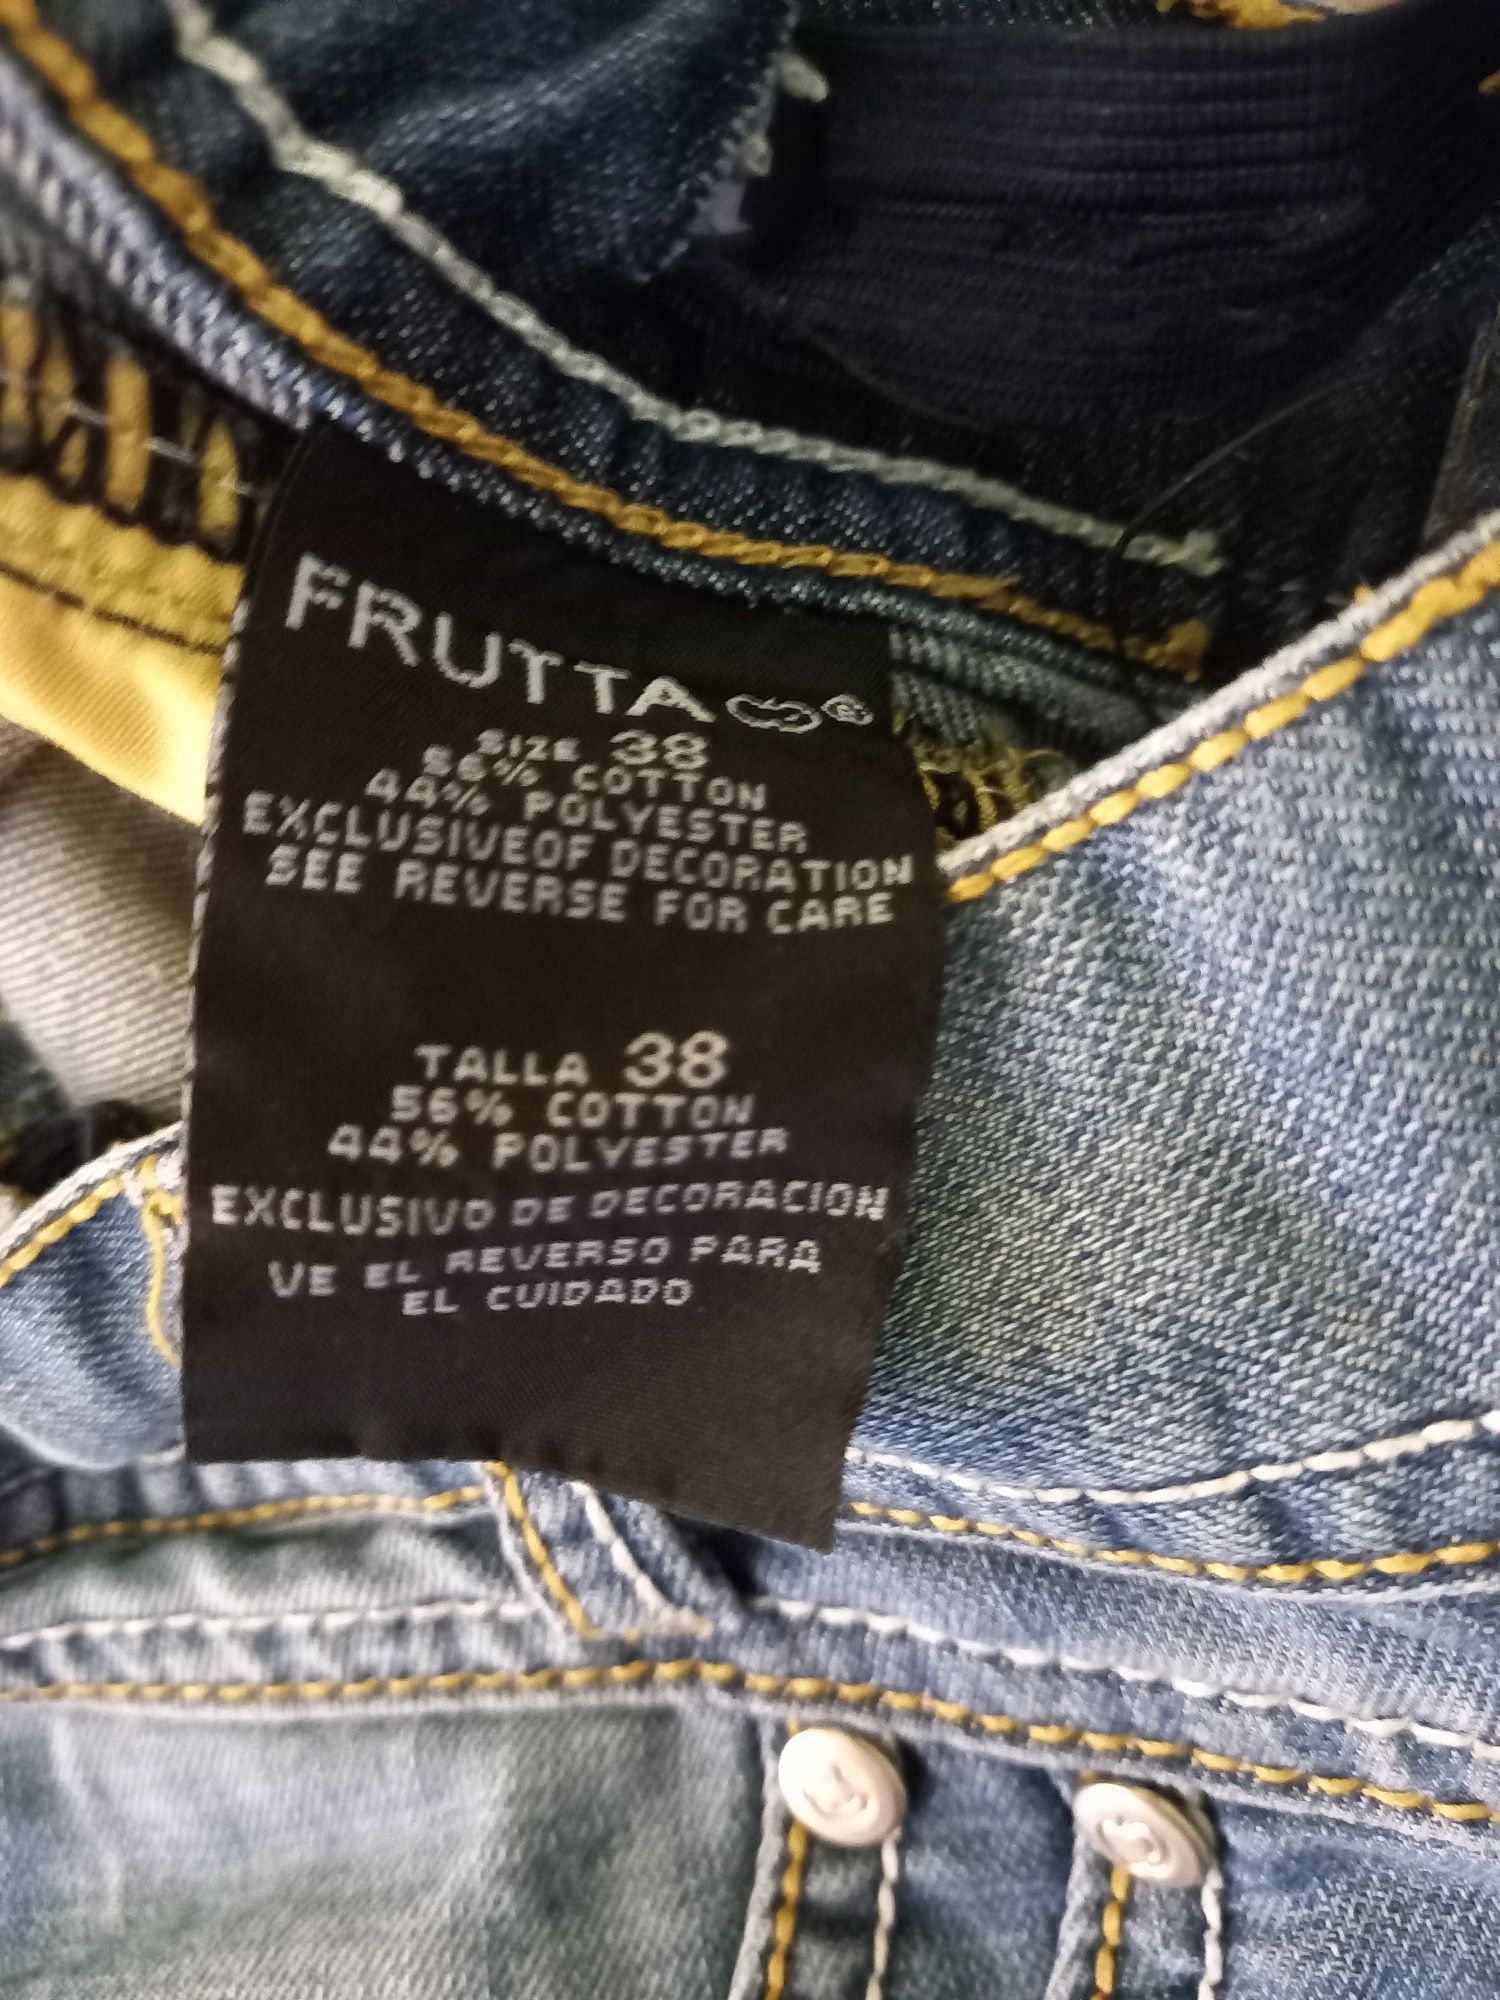 FRUTTA ®
SIZE 38
56% COTTON
44% POLYESTER
EXCLUSIVEOF DECORATION
SEE REVERSE FOR CARE
TALLA 38
56% COTTON
44% POLYESTER
EXCLUSIVO DE DECORACION
VE EL REVERSO PARA
EL CUIDADO